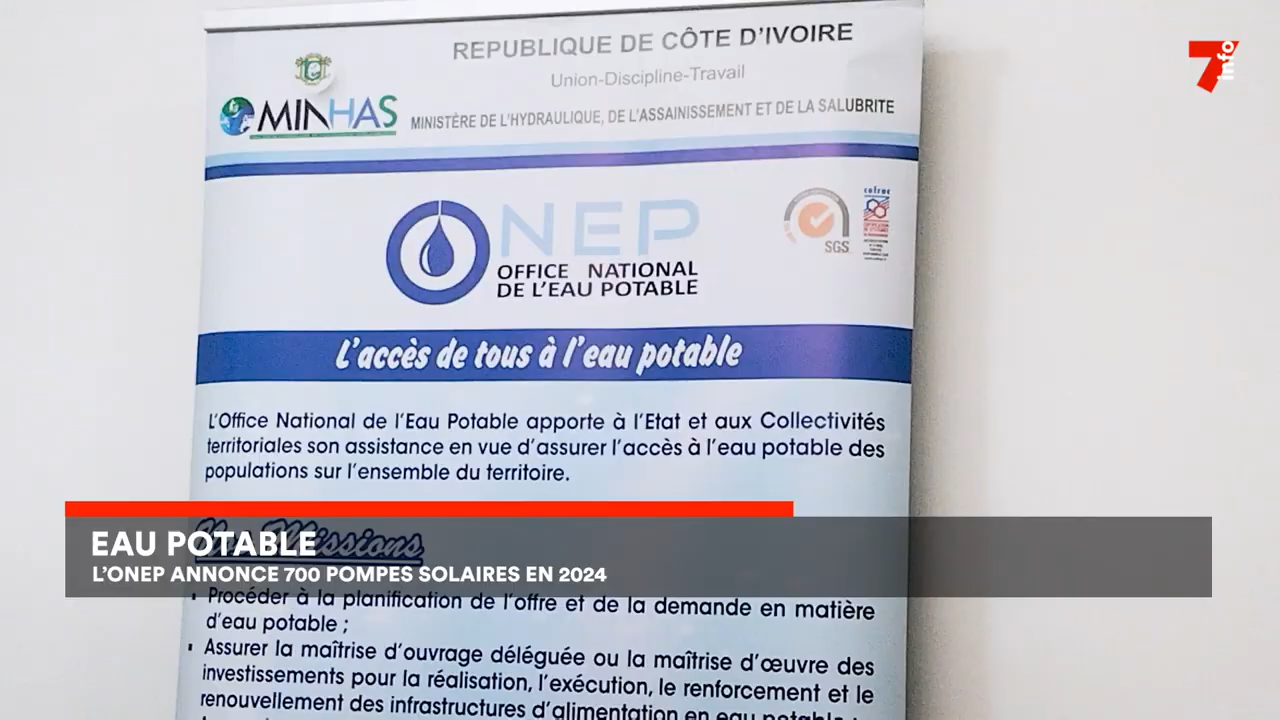 REPUBLIQUE DE CÔTE D'IVOIRE
Union-Discipline-Travail
MINHAS
MINISTÈRE DE L'HYDRAULIQUE, DE L'ASSAINISSEMENT ET DE LA SALUBRITE
7info
ONEP
OFFICE NATIONAL
DE L'EAU POTABLE
SGS
cofrac
L'accès de tous à l'eau potable
L'Office National de l'Eau Potable apporte à l'Etat et aux Collectivités
territoriales son assistance en vue d'assurer l'accès à l'eau potable des
populations sur l'ensemble du territoire.
Missions
EAU POTABLE
L'ONEP ANNONCE 700 POMPES SOLAIRES EN 2024
Procéder à la planification de l'offre et de la demande en matière
d'eau potable ;
Assurer la maîtrise d'ouvrage déléguée ou la maîtrise d'œuvre des
investissements pour la réalisation, l'exécution, le renforcement et le
renouvellement des infrastructures d'alimentation en eau potable